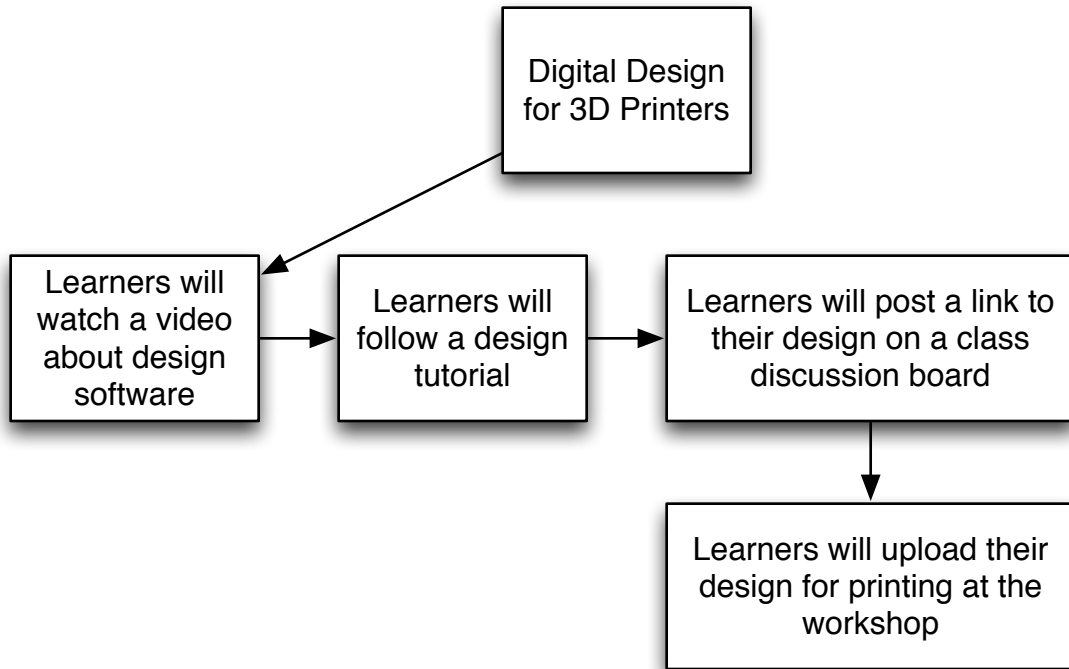 Digital Design
for 3D Printers
Learners will
watch a video
about design
software
Learners will
follow a design
tutorial
Learners will post a link to
their design on a class
discussion board
Learners will upload their
design for printing at the
workshop